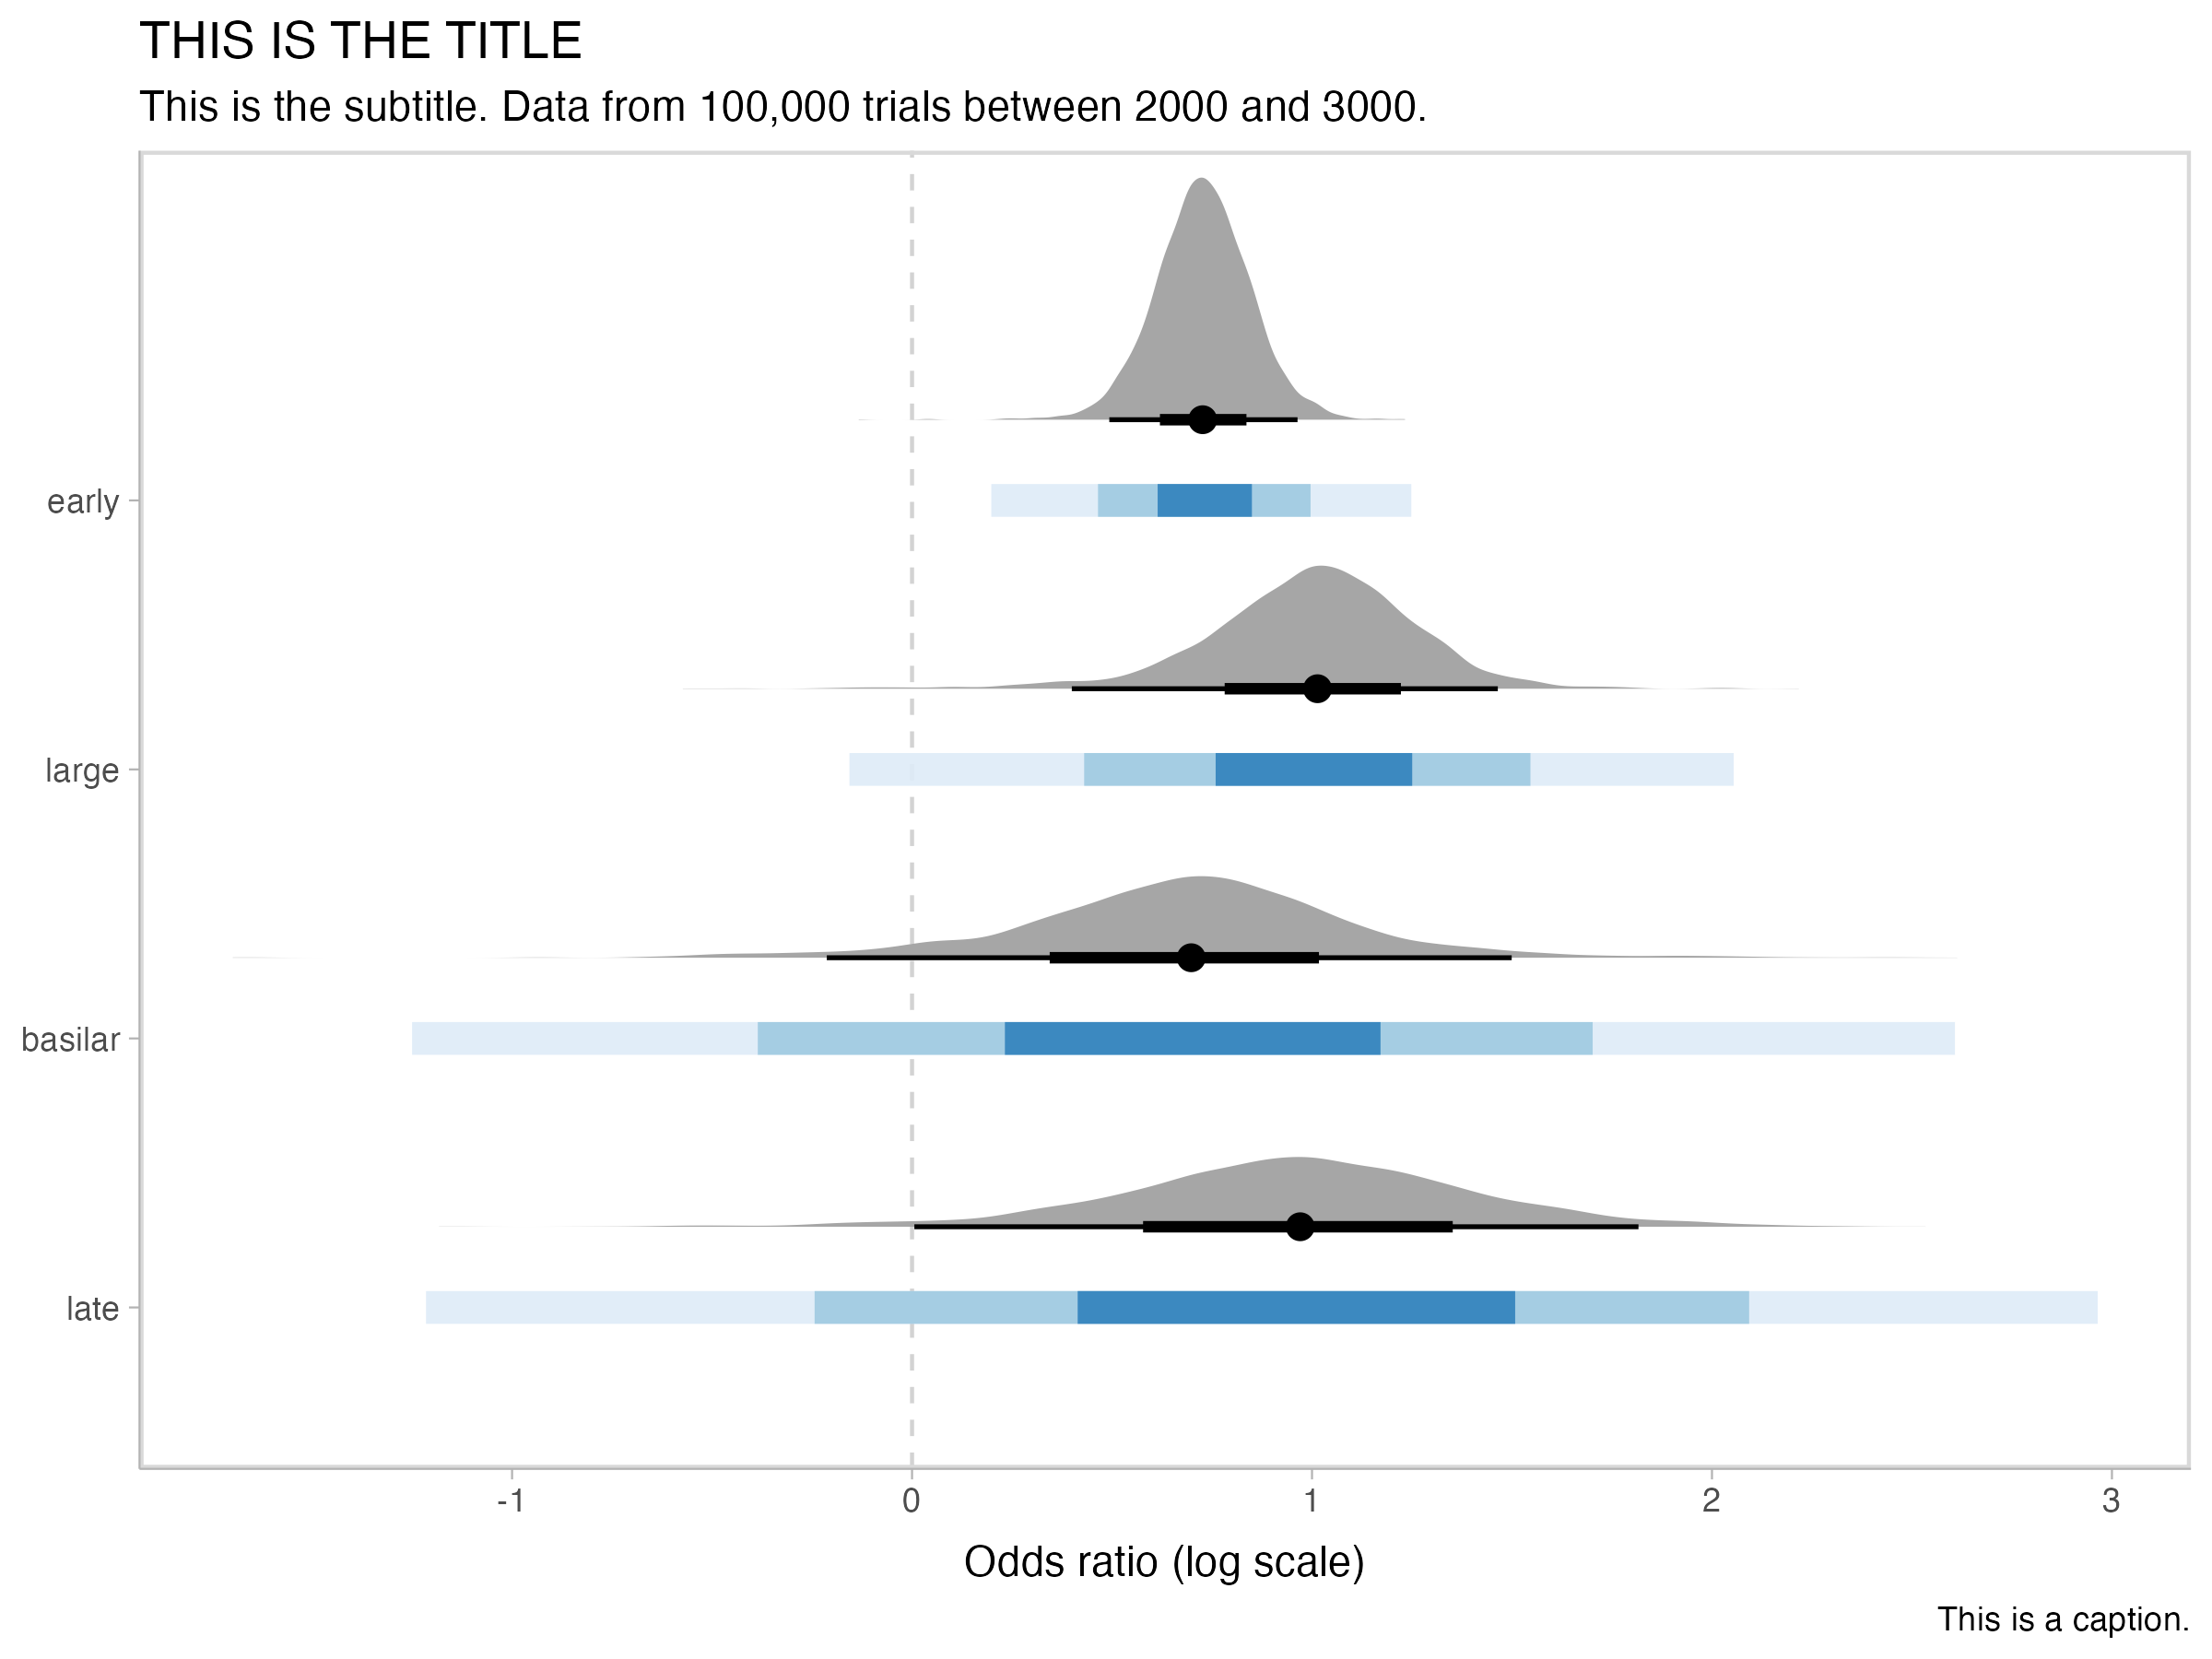 THIS IS THE TITLE
This is the subtitle. Data from 100,000 trials between 2000 and 3000.
early
large
basilar
late
-1 0 1 2 3
Odds ratio (log scale)
This is a caption.